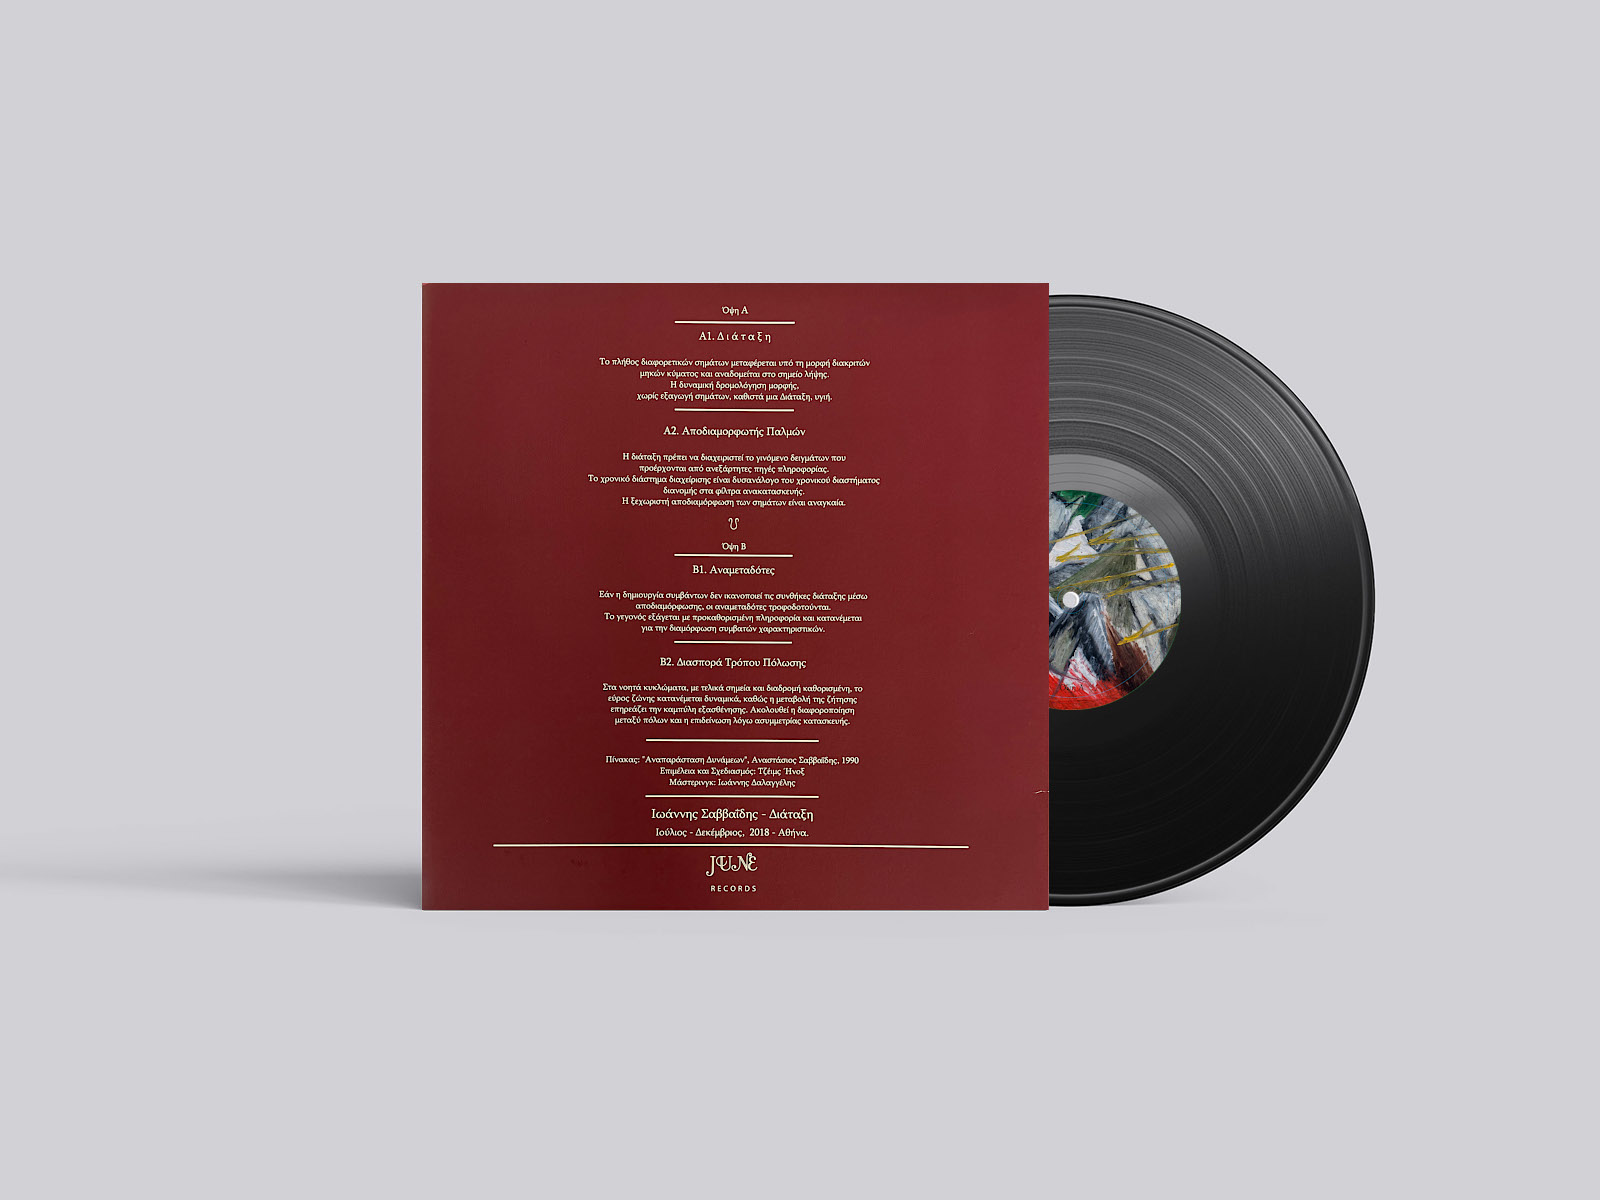 Όψη Α
Α1. Δ ι ά τ α ξ η
Το πλήθος διαφορετικών σημάτων μεταφέρεται υπό τη μορφή διακριτών
μηκών κύματος και αναδομείται στο σημείο λήψης.
Η δυναμική δρομολόγηση μορφής,
χωρίς εξαγωγή σημάτων, καθιστά μια Διάταξη, υγιή.
Α2. Αποδιαμορφωτής Παλμών
Η διάταξη πρέπει να διαχειριστεί το γινόμενο δειγμάτων που
προέρχονται από ανεξάρτητες πηγές πληροφορίας.
Το χρονικό διάστημα διαχείρισης είναι δυσανάλογο του χρονικού διαστήματος
διανομής στα φίλτρα ανακατασκευής.
Η ξεχωριστή αποδιαμόρφωση των σημάτων είναι αναγκαία.
Όψη Β
Β1. Αναμεταδότες
Εάν η δημιουργία συμβάντων δεν ικανοποιεί τις συνθήκες διάταξης μέσω
αποδιαμόρφωσης, οι αναμεταδότες τροφοδοτούνται.
Το γεγονός εξάγεται με προκαθορισμένη πληροφορία και κατανέμεται
για την διαμόρφωση συμβατών χαρακτηριστικών.
Β2. Διασπορά Τρόπου Πόλωσης
Στα νοητά κυκλώματα, με τελικά σημεία και διαδρομή καθορισμένη, το
εύρος ζώνης κατανέμεται δυναμικά, καθώς η μεταβολή της ζήτησης
επηρεάζει την καμπύλη εξασθένησης. Ακολουθεί η διαφοροποίηση
μεταξύ πόλων και η επιδείνωση λόγω ασυμμετρίας κατασκευής.
Πίνακας: "Αναπαράσταση Δυνάμεων", Αναστάσιος Σαββαΐδης, 1990
Επιμέλεια και Σχεδιασμός: Τζέιμς Ήνοξ
Μάστερινγκ: Ιωάννης Δαλαγγέλης
Ιωάννης Σαββαΐδης - Διάταξη
Ιούλιος - Δεκέμβριος, 2018 - Αθήνα.
JUNE
RECORDS